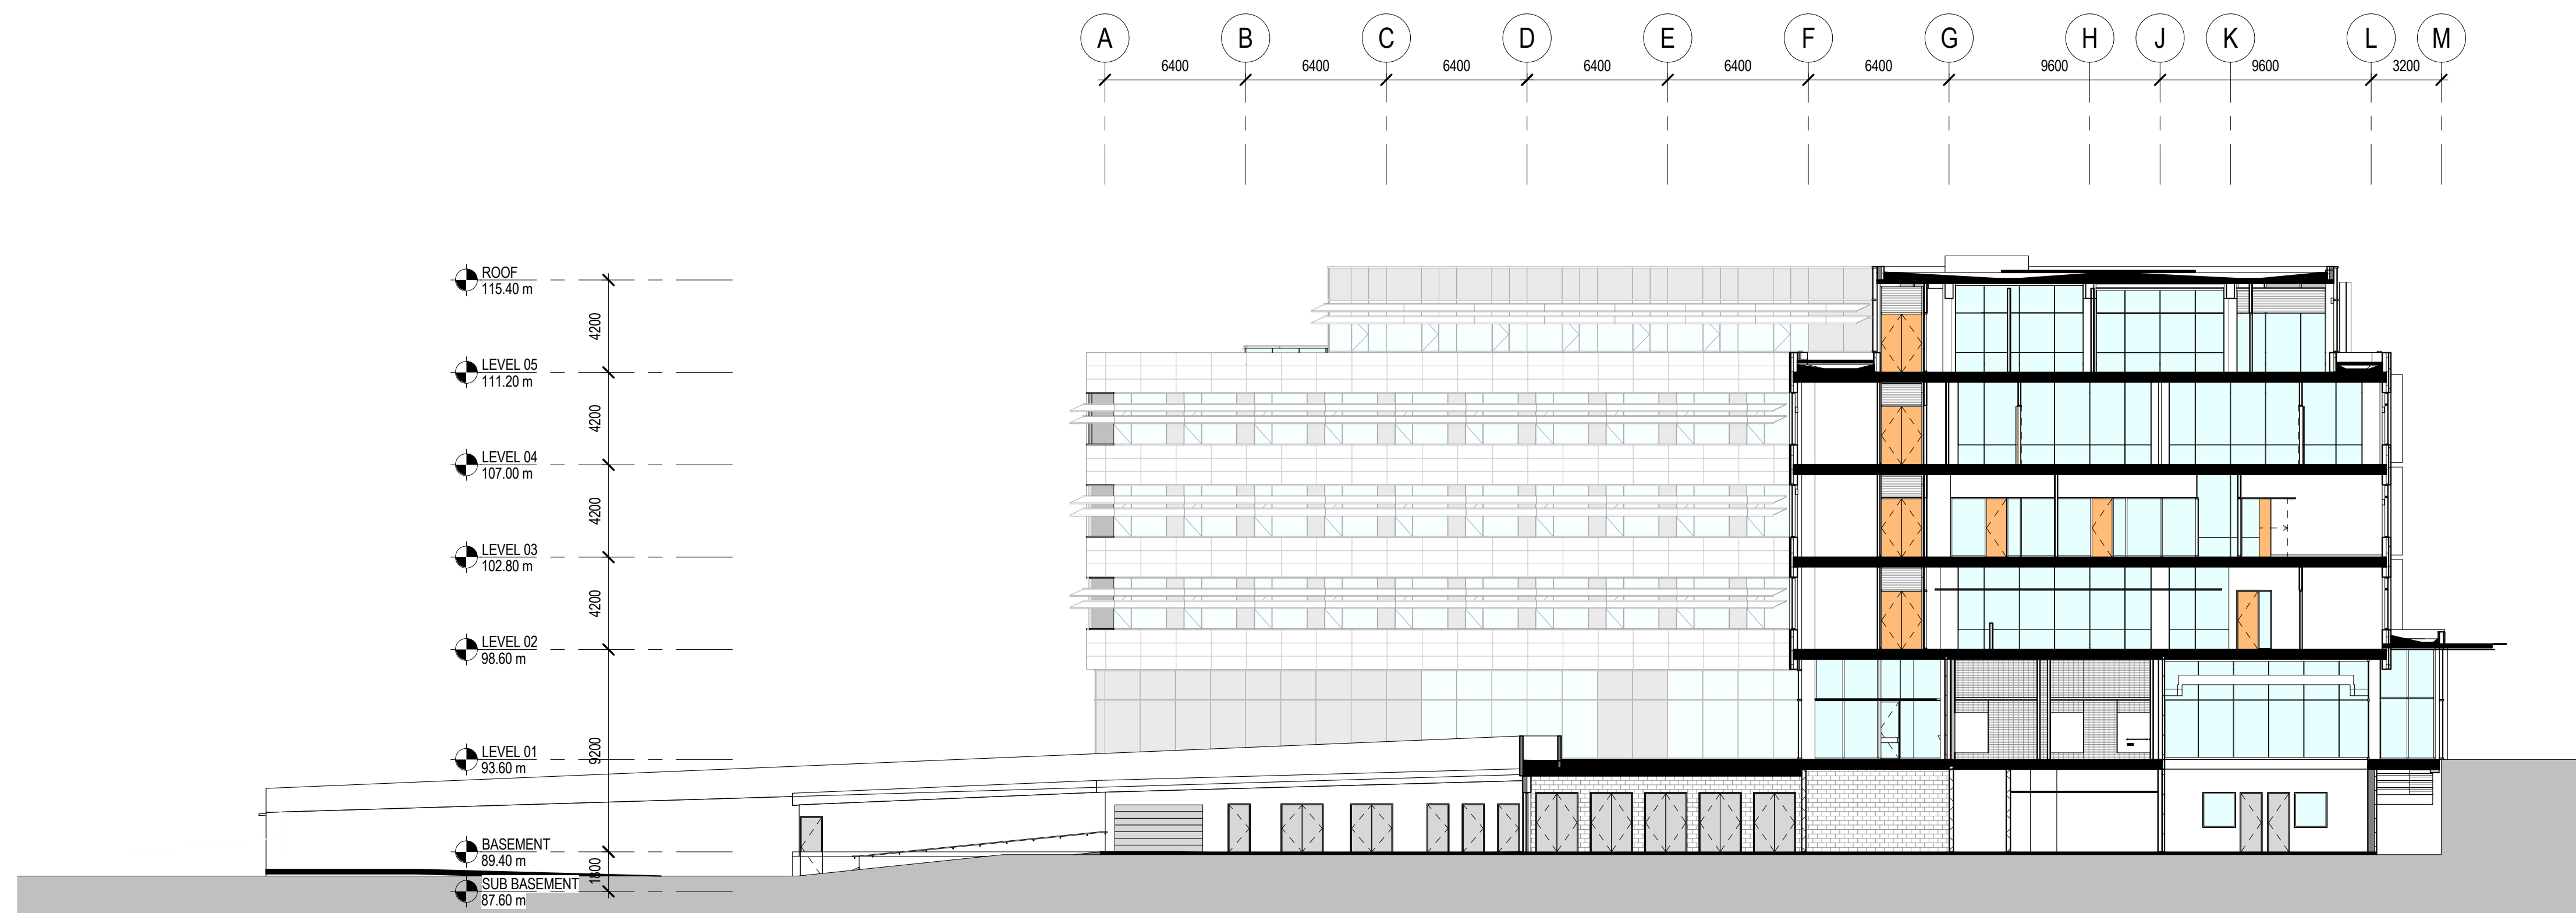 A B C D E F G H J K L M
6400 6400 6400 6400 6400 6400 9600 9600 3200
ROOF
115.40 m
4200
LEVEL 05
111.20 m
4200
LEVEL 04
107.00 m
4200
LEVEL 03
102.80 m
4200
LEVEL 02
98.60 m
9200
LEVEL 01
93.60 m
BASEMENT
89.40 m
1800
SUB BASEMENT
87.60 m